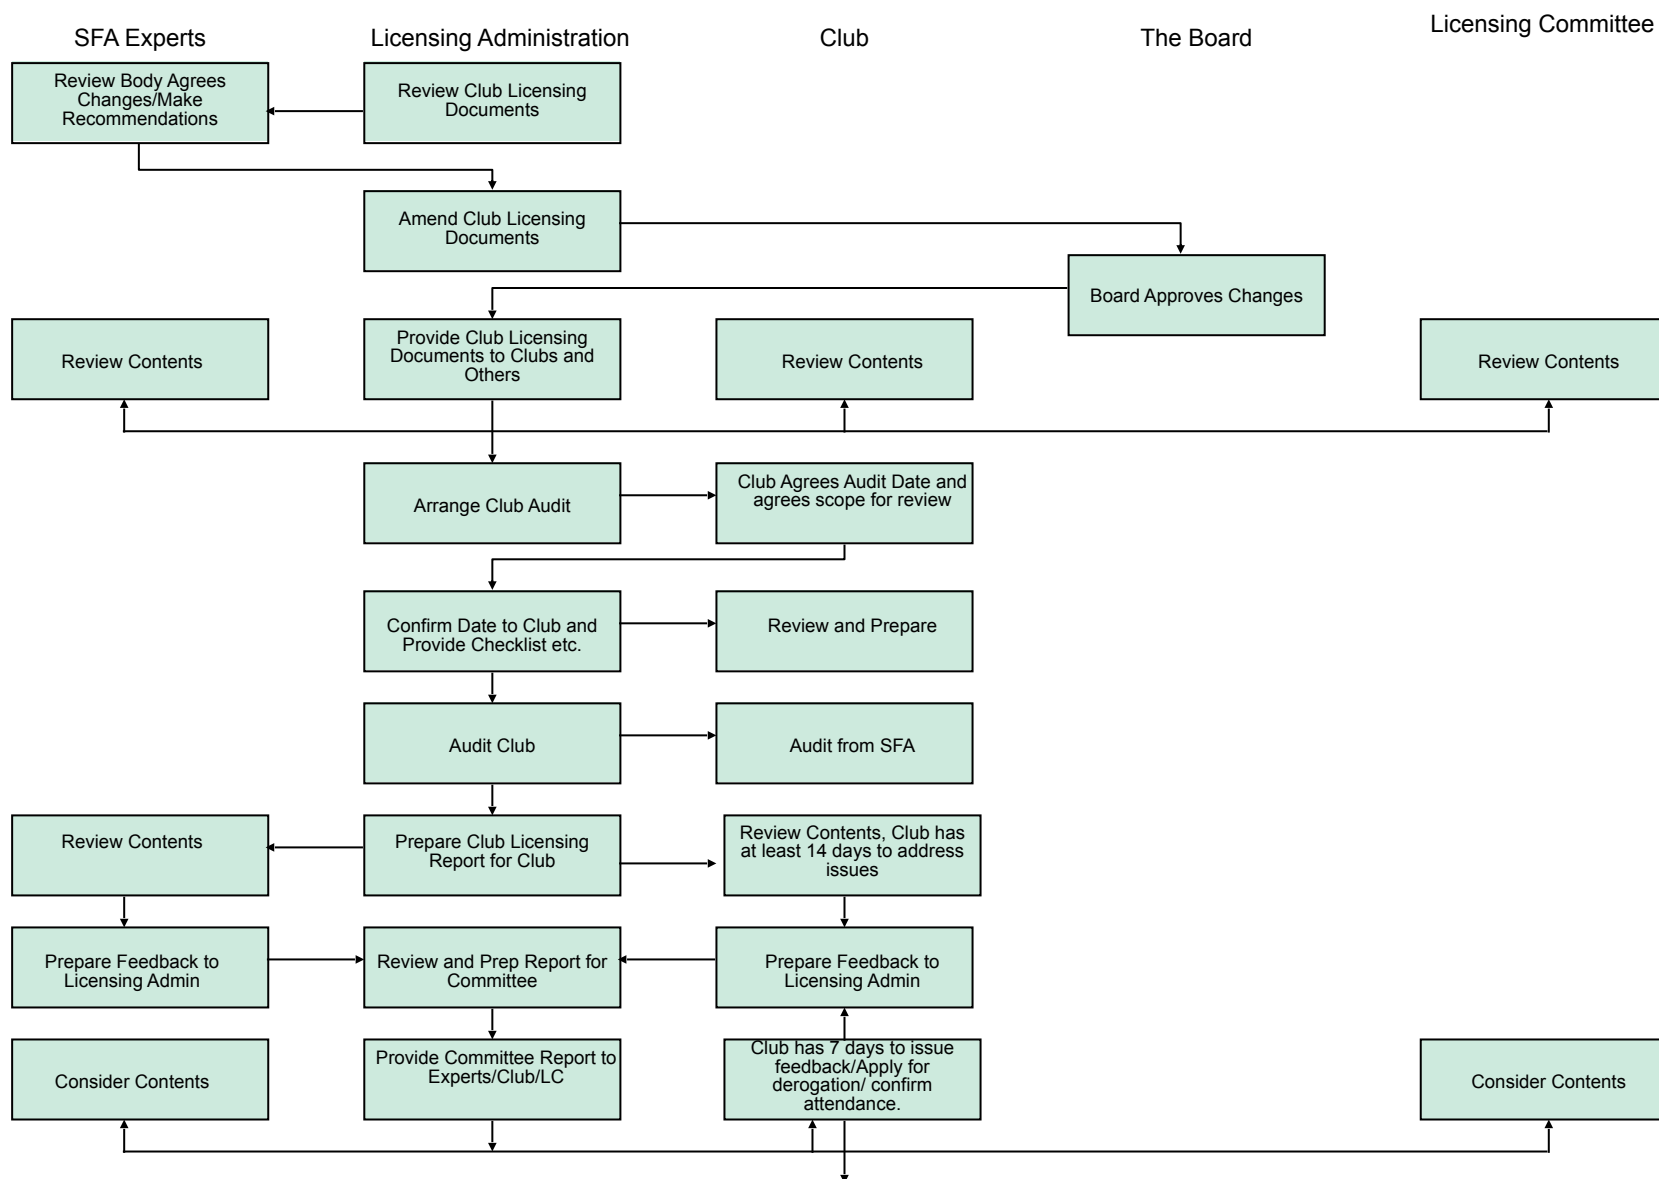 SFA Experts
Licensing Administration
Club
The Board
Licensing Committee
Review Body Agrees
Changes/Make
Recommendations
Review Club Licensing
Documents
Amend Club Licensing
Documents
Board Approves Changes
Review Contents
Provide Club Licensing
Documents to Clubs and
Others
Review Contents
Review Contents
Arrange Club Audit
Club Agrees Audit Date and
agrees scope for review
Confirm Date to Club and
Provide Checklist etc.
Review and Prepare
Audit Club
Audit from SFA
Review Contents
Prepare Club Licensing
Report for Club
Review Contents, Club has
at least 14 days to address
issues
Prepare Feedback to
Licensing Admin
Review and Prep Report for
Committee
Prepare Feedback to
Licensing Admin
Consider Contents
Provide Committee Report to
Experts/Club/LC
Club has 7 days to issue
feedback/Apply for
derogation/ confirm
attendance.
Consider Contents